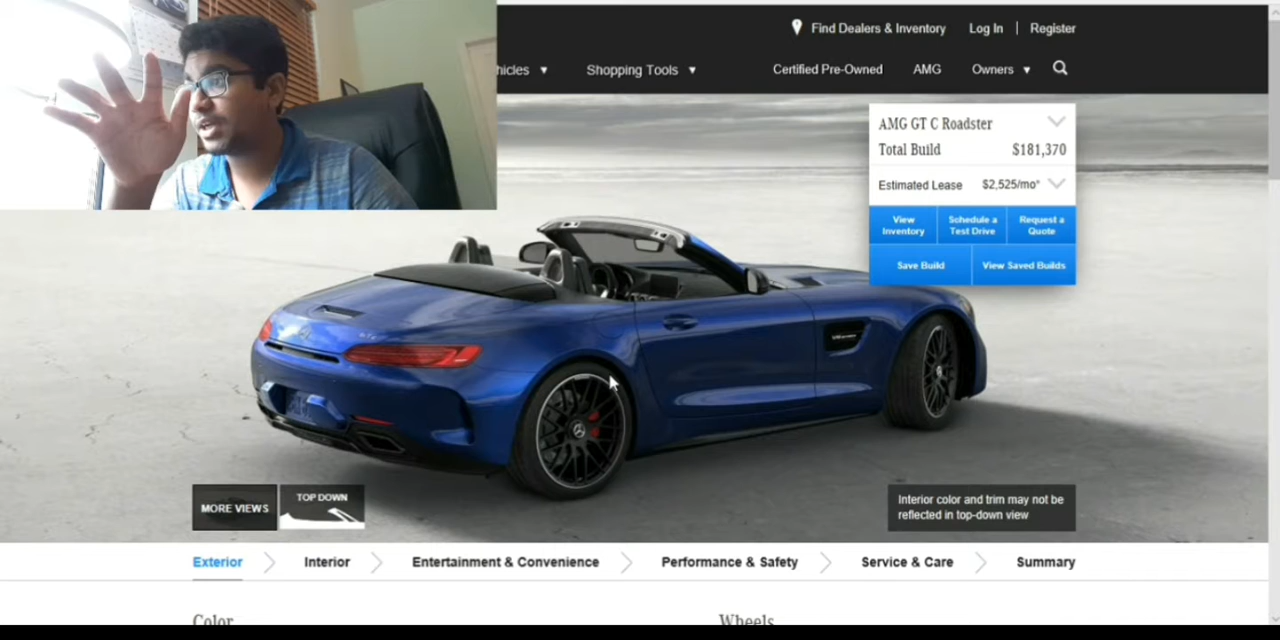 Find Dealers & Inventory Log In | Register
hicles Shopping Tools Certified Pre-Owned AMG Owners
AMG GT C Roadster
Total Build $181,370
Estimated Lease $2,525/mo*
View Inventory
Schedule a Test Drive
Request a Quote
Save Build View Saved Builds
MORE VIEWS
TOP DOWN
Interior color and trim may not be
reflected in top-down view
Exterior Interior Entertainment & Convenience Performance & Safety Service & Care Summary
Color Wheels